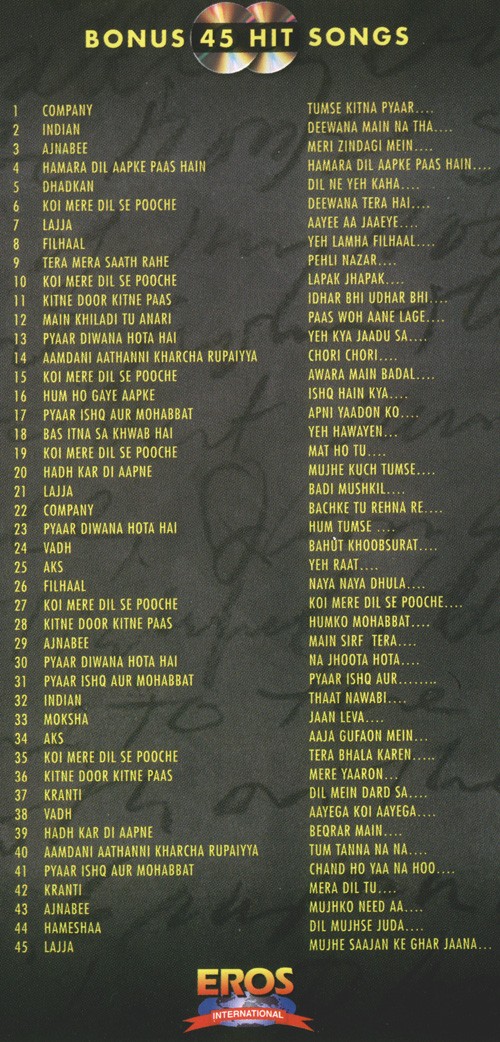 BONUS 45 HIT SONGS
1 COMPANY TUMSE KITNA PYAAR....
2 INDIAN DEEWANA MAIN NA THA....
3 AJNABEE MERI ZINDAGI MEIN....
4 HAMARA DIL AAPKE PAAS HAIN HAMARA DIL AAPKE PAAS HAIN....
5 DHADKAN DIL NE YEH KAHA....
6 KOI MERE DIL SE POOCHE DEEWANA TERA HAI....
7 LAJJA AAYEE AA JAAEYE....
8 FILHAAL YEH LAMHA FILHAAL....
9 TERA MERA SAATH RAHE PEHLI NAZAR....
10 KOI MERE DIL SE POOCHE LAPAK JHAPAK....
11 KITNE DOOR KITNE PAAS IDHAR BHI UDHAR BHI....
12 MAIN KHILADI TU ANARI PAAS WOH AANE LAGE....
13 PYAAR DIWANA HOTA HAI YEH KYA JAADU SA....
14 AAMDANI AATHANNI KHARCHA RUPAIYYA CHORI CHORI....
15 KOI MERE DIL SE POOCHE AWARA MAIN BADAL....
16 HUM HO GAYE AAPKE ISHQ HAIN KYA....
17 PYAAR ISHQ AUR MOHABBAT APNI YAADON KO....
18 BAS ITNA SA KHWAB HAI YEH HAWAYEN...
19 KOI MERE DIL SE POOCHE MAT HO TU....
20 HADH KAR DI AAPNE MUJHE KUCH TUMSE....
21 LAJJA BADI MUSHKIL....
22 COMPANY BACHKE TU REHNA RE....
23 PYAAR DIWANA HOTA HAI HUM TUMSE ....
24 VADH BAHUT KHOOBSURAT....
25 AKS YEH RAAT....
26 FILHAAL NAYA NAYA DHULA....
27 KOI MERE DIL SE POOCHE KOI MERE DIL SE POOCHE....
28 KITNE DOOR KITNE PAAS HUMKO MOHABBAT....
29 AJNABEE MAIN SIRF TERA....
30 PYAAR DIWANA HOTA HAI NA JHOOTA HOTA....
31 PYAAR ISHQ AUR MOHABBAT PYAAR ISHQ AUR........
32 INDIAN THAAT NAWABI....
33 MOKSHA JAAN LEVA....
34 AKS AAJA GUFAON MEIN...
35 KOI MERE DIL SE POOCHE TERA BHALA KAREN.....
36 KITNE DOOR KITNE PAAS MERE YAARON...
37 KRANTI DIL MEIN DARD SA....
38 VADH AAYEGA KOI AAYEGA....
39 HADH KAR DI AAPNE BEQRAR MAIN....
40 AAMDANI AATHANNI KHARCHA RUPAIYYA TUM TANNA NA NA....
41 PYAAR ISHQ AUR MOHABBAT CHAND HO YAA NA HOO....
42 KRANTI MERA DIL TU....
43 AJNABEE MUJHKO NEED AA....
44 HAMESHAA DIL MUJHSE JUDA....
45 LAJJA MUJHE SAAJAN KE GHAR JAANA...
EROS
INTERNATIONAL